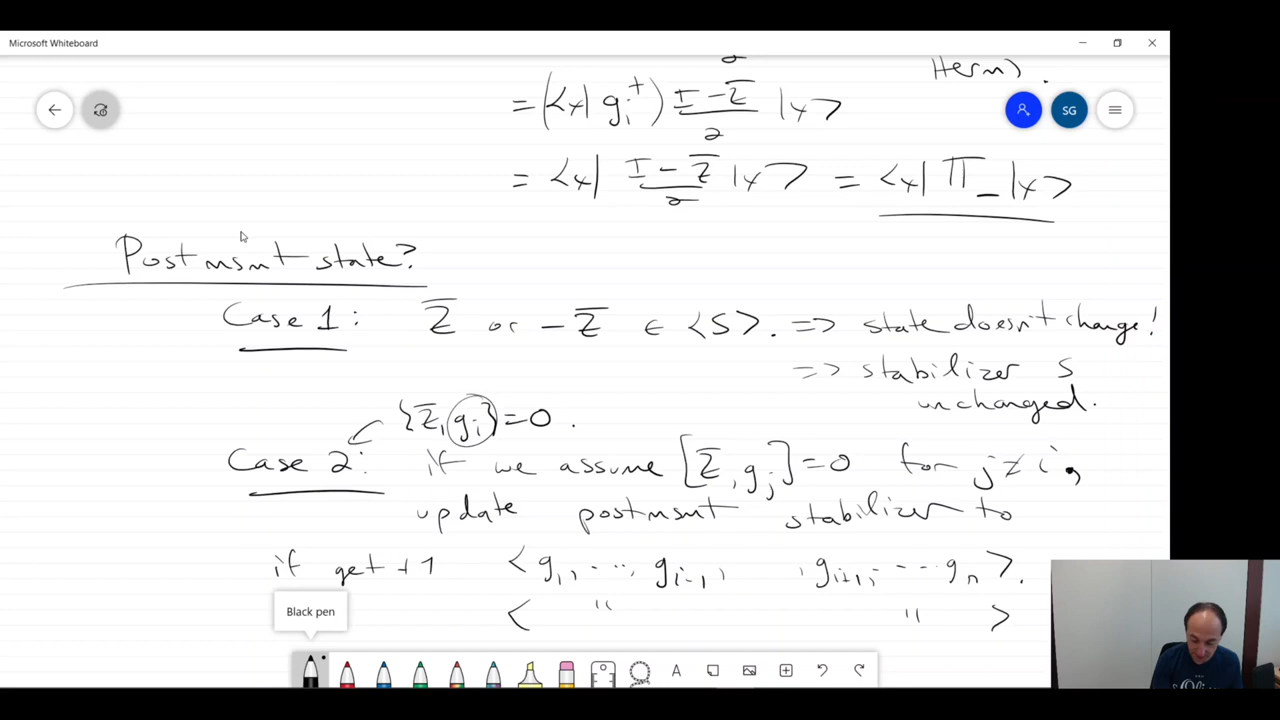 Microsoft Whiteboard
Herm).
= (<x| g_i^†) (I - Z̄)/2 |x>
SG
= <x| (I - Z̄)/2 |x> = <x| Π_- |x>
Post msmt state?
Case 1: Z̄ or - Z̄ ∈ <S>. => state doesn't change!
=> stabilizer S
unchanged.
{Z̄, g_i} = 0.
Case 2: if we assume [Z̄, g_j] = 0 for j ≠ i,
update postmsmt stabilizer to
if get +1 <g_1, ..., g_{i-1}, , g_{i+1}, ... g_n>.
< " " >
Black pen